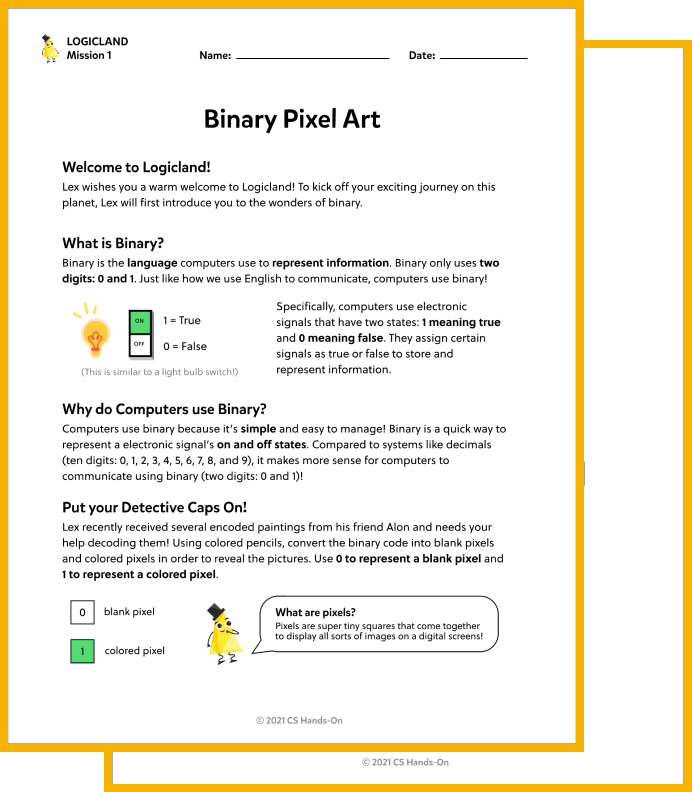 LOGICLAND
Mission 1
Name:
Date:
Binary Pixel Art
Welcome to Logicland!
Lex wishes you a warm welcome to Logicland! To kick off your exciting journey on this
planet, Lex will first introduce you to the wonders of binary.
What is Binary?
Binary is the language computers use to represent information. Binary only uses two
digits: 0 and 1. Just like how we use English to communicate, computers use binary!
ON
1 = True
OFF
0 = False
(This is similar to a light bulb switch!)
Specifically, computers use electronic
signals that have two states: 1 meaning true
and 0 meaning false. They assign certain
signals as true or false to store and
represent information.
Why do Computers use Binary?
Computers use binary because it's simple and easy to manage! Binary is a quick way to
represent a electronic signal's on and off states. Compared to systems like decimals
(ten digits: 0, 1, 2, 3, 4, 5, 6, 7, 8, and 9), it makes more sense for computers to
communicate using binary (two digits: 0 and 1)!
Put your Detective Caps On!
Lex recently received several encoded paintings from his friend Alon and needs your
help decoding them! Using colored pencils, convert the binary code into blank pixels
and colored pixels in order to reveal the pictures. Use 0 to represent a blank pixel and
1 to represent a colored pixel.
0 blank pixel
1 colored pixel
What are pixels?
Pixels are super tiny squares that come together
to display all sorts of images on a digital screens!
© 2021 CS Hands-On
© 2021 CS Hands-On